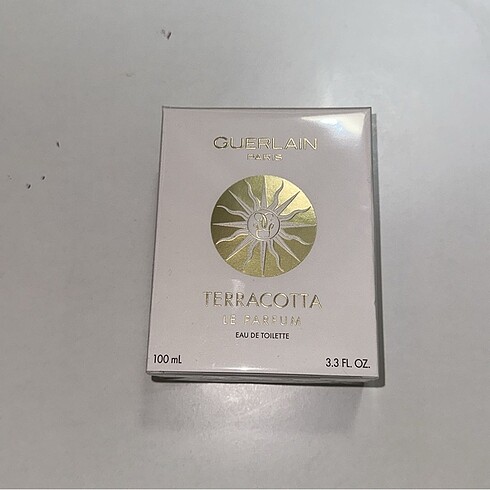 GUERLAIN
PARIS
TERRACOTTA
LE PARFUM
EAU DE TOILETTE
100 mL 3.3 FL. OZ.